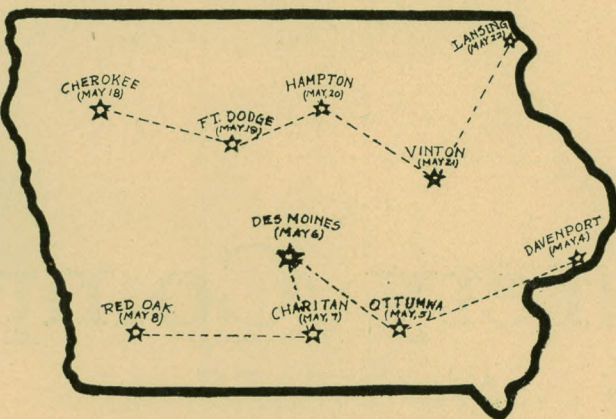 LANSING
(MAY 22)
CHEROKEE
(MAY 18)
HAMPTON
(MAY, 20)
FT. DODGE
(MAY, 19)
VINTON
(MAY 21)
DES MOINES
(MAY 6)
DAVENPORT
(MAY, 4)
RED OAK
(MAY 8)
CHARITAN
(MAY, 7)
OTTUMWA
(MAY, 5)